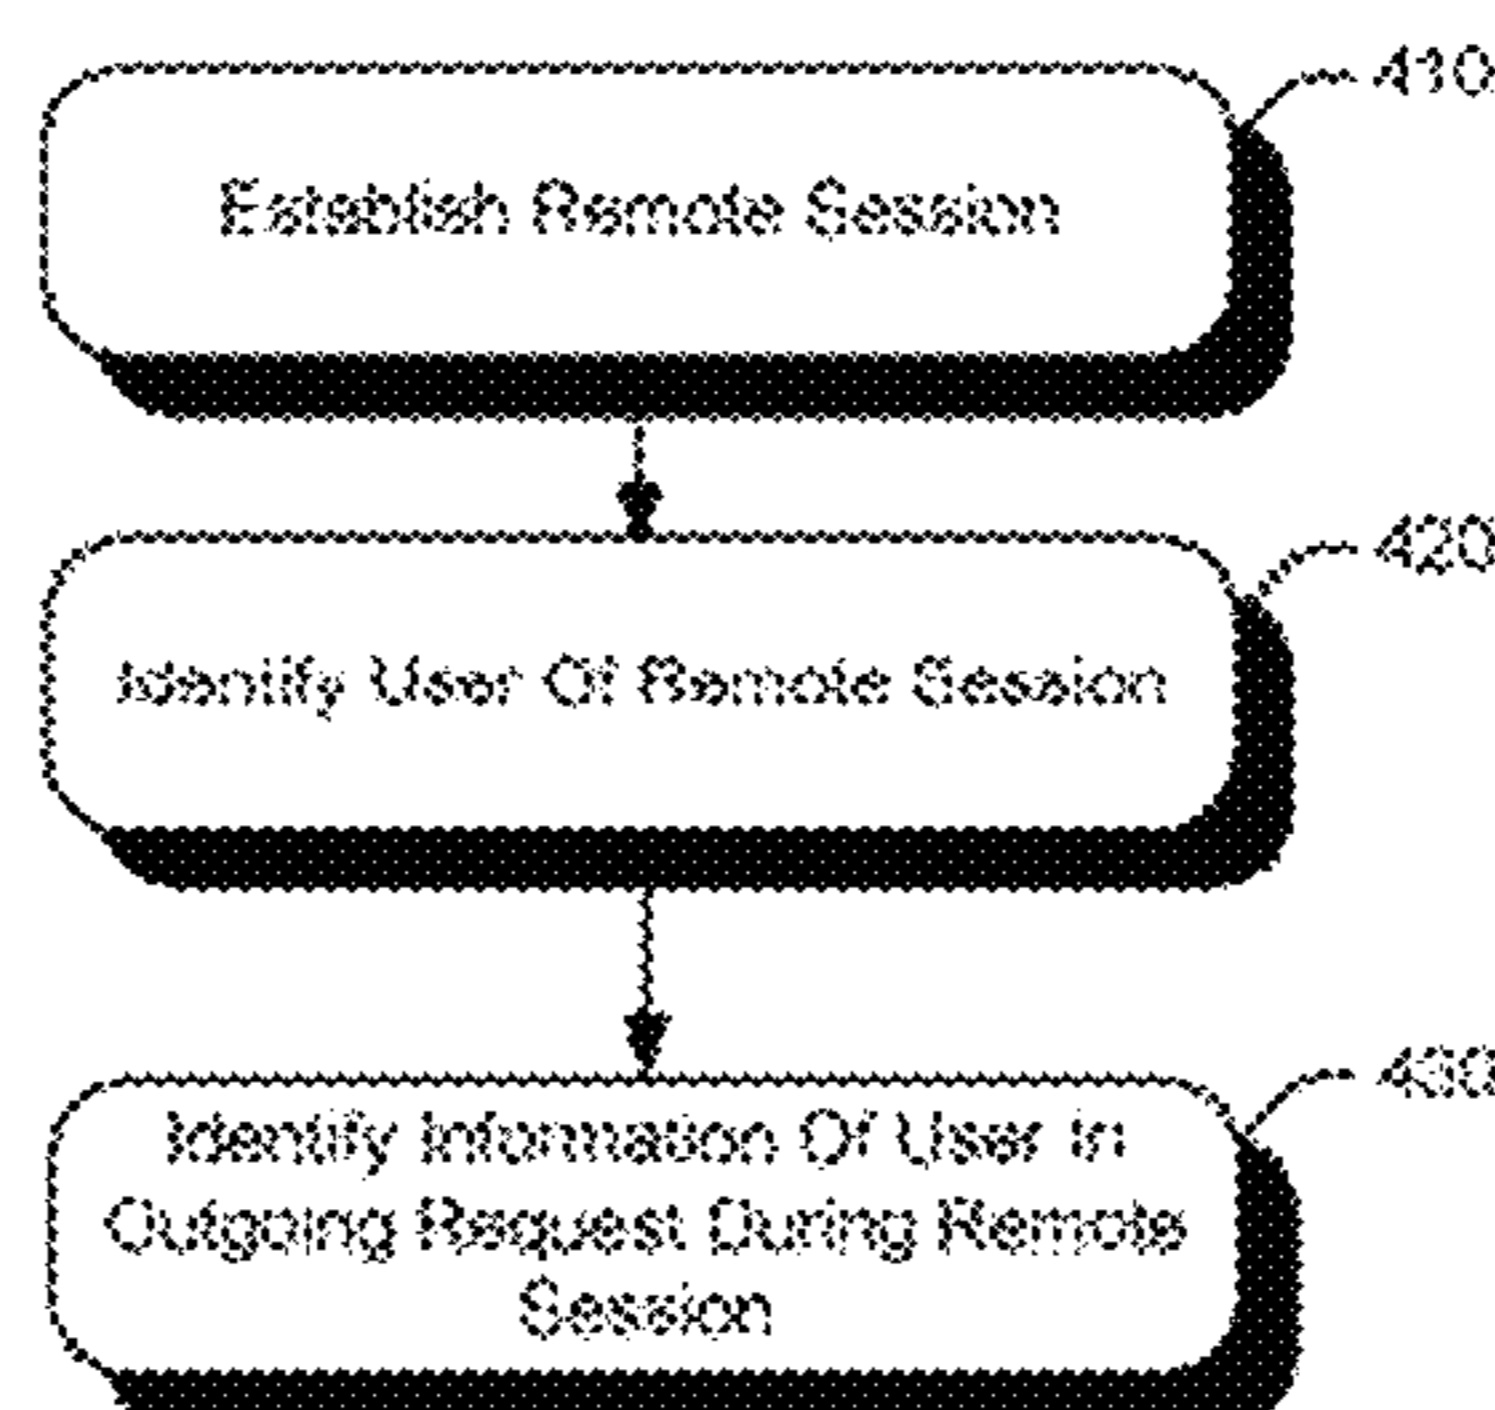 410
Establish Remote Session
420
Identify User Of Remote Session
430
Identify Information Of User In
Outgoing Request During Remote
Session